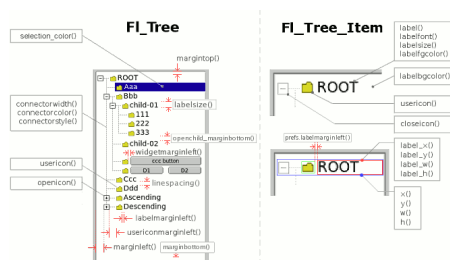 Fl_Tree
selection_color()
margintop()
ROOT
Aaa
Bbb
child-01
labelsize()
111
222
333
connectorwidth()
connectorcolor()
connectorstyle()
openchild_marginbottom()
child-02
widgetmarginleft()
ccc button
D1
D2
usericon()
Ccc
linespacing()
openicon()
Ddd
Ascending
Descending
labelmarginleft()
usericonmarginleft()
marginleft()
marginbottom()
Fl_Tree_Item
label()
labelfont()
labelsize()
labelfgcolor()
ROOT
labelbgcolor()
usericon()
closeicon()
prefs.labelmarginleft()
ROOT
label_x()
label_y()
label_w()
label_h()
x()
y()
w()
h()